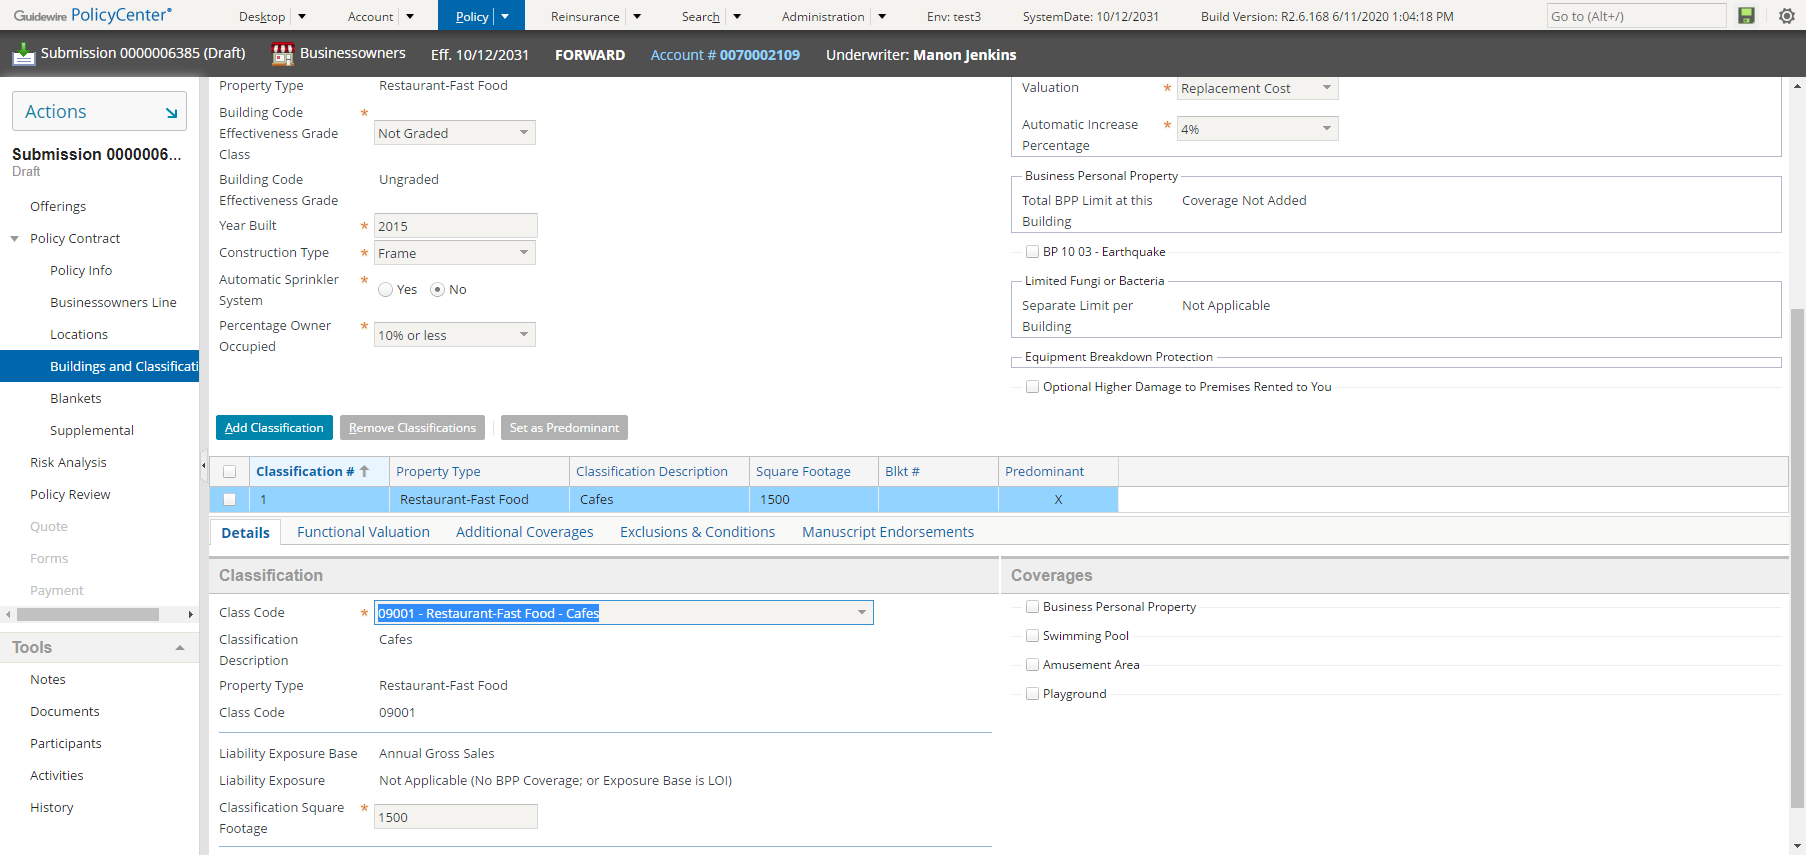 Guidewire PolicyCenter®
Desktop
Account
Policy
Reinsurance
Search
Administration
Env: test3
SystemDate: 10/12/2031
Build Version: R2.6.168 6/11/2020 1:04:18 PM
Go to (Alt+/)
Submission 0000006385 (Draft)
Businessowners
Eff. 10/12/2031
FORWARD
Account # 0070002109
Underwriter: Manon Jenkins
Actions
Submission 0000006...
Draft
Offerings
Policy Contract
Policy Info
Businessowners Line
Locations
Buildings and Classificati
Blankets
Supplemental
Risk Analysis
Policy Review
Quote
Forms
Payment
Tools
Notes
Documents
Participants
Activities
History
Property Type Restaurant-Fast Food
Building Code
Effectiveness Grade
Class
* Not Graded
Building Code
Effectiveness Grade
Ungraded
Year Built * 2015
Construction Type * Frame
Automatic Sprinkler
System
* Yes No
Percentage Owner
Occupied
* 10% or less
Valuation * Replacement Cost
Automatic Increase
Percentage
* 4%
Business Personal Property
Total BPP Limit at this
Building
Coverage Not Added
BP 10 03 - Earthquake
Limited Fungi or Bacteria
Separate Limit per
Building
Not Applicable
Equipment Breakdown Protection
Optional Higher Damage to Premises Rented to You
Add Classification Remove Classifications Set as Predominant
Classification # Property Type Classification Description Square Footage Blkt # Predominant
1 Restaurant-Fast Food Cafes 1500 X
Details Functional Valuation Additional Coverages Exclusions & Conditions Manuscript Endorsements
Classification
Class Code * 09001 - Restaurant-Fast Food - Cafes
Classification
Description
Cafes
Property Type Restaurant-Fast Food
Class Code 09001
Liability Exposure Base Annual Gross Sales
Liability Exposure Not Applicable (No BPP Coverage; or Exposure Base is LOI)
Classification Square
Footage
* 1500
Coverages
Business Personal Property
Swimming Pool
Amusement Area
Playground